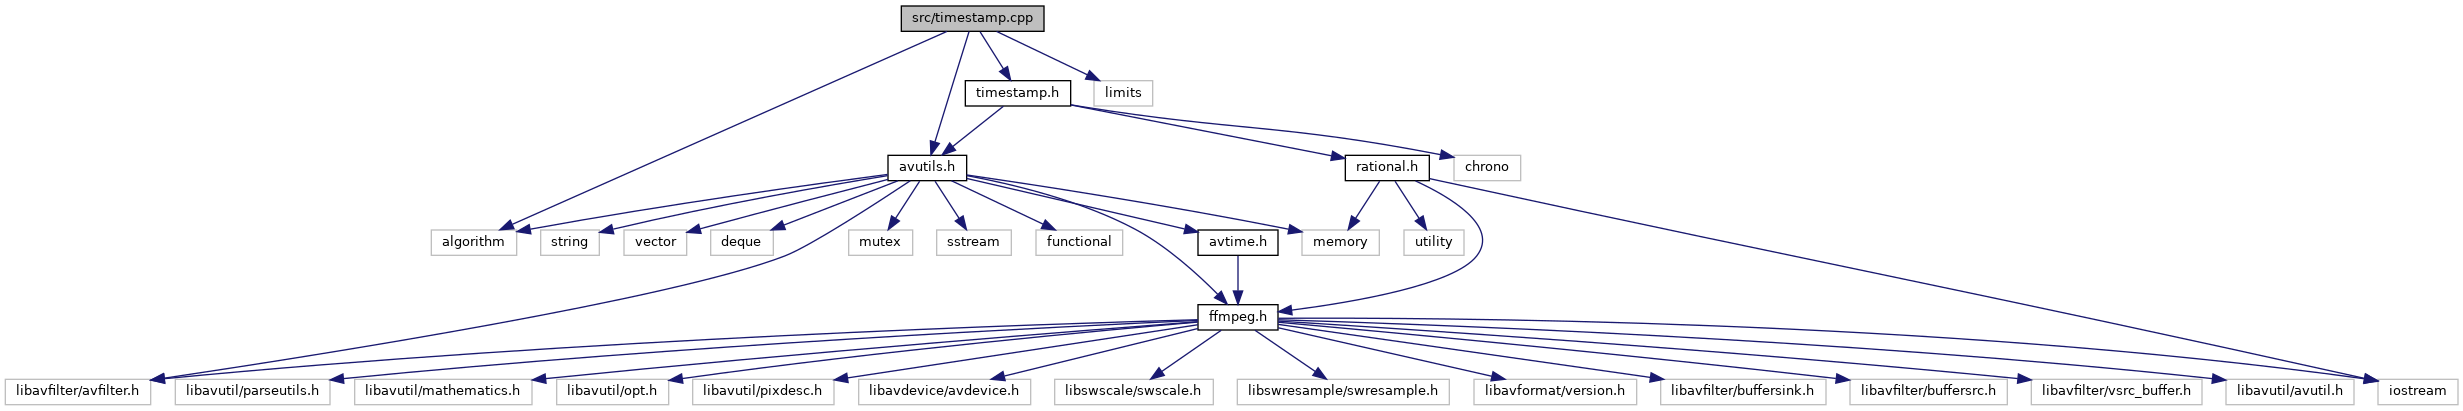 src/timestamp.cpp
timestamp.h
limits
avutils.h
rational.h
chrono
algorithm
string
vector
deque
mutex
sstream
functional
avtime.h
memory
utility
ffmpeg.h
libavfilter/avfilter.h
libavutil/parseutils.h
libavutil/mathematics.h
libavutil/opt.h
libavutil/pixdesc.h
libavdevice/avdevice.h
libswscale/swscale.h
libswresample/swresample.h
libavformat/version.h
libavfilter/buffersink.h
libavfilter/buffersrc.h
libavfilter/vsrc_buffer.h
libavutil/avutil.h
iostream